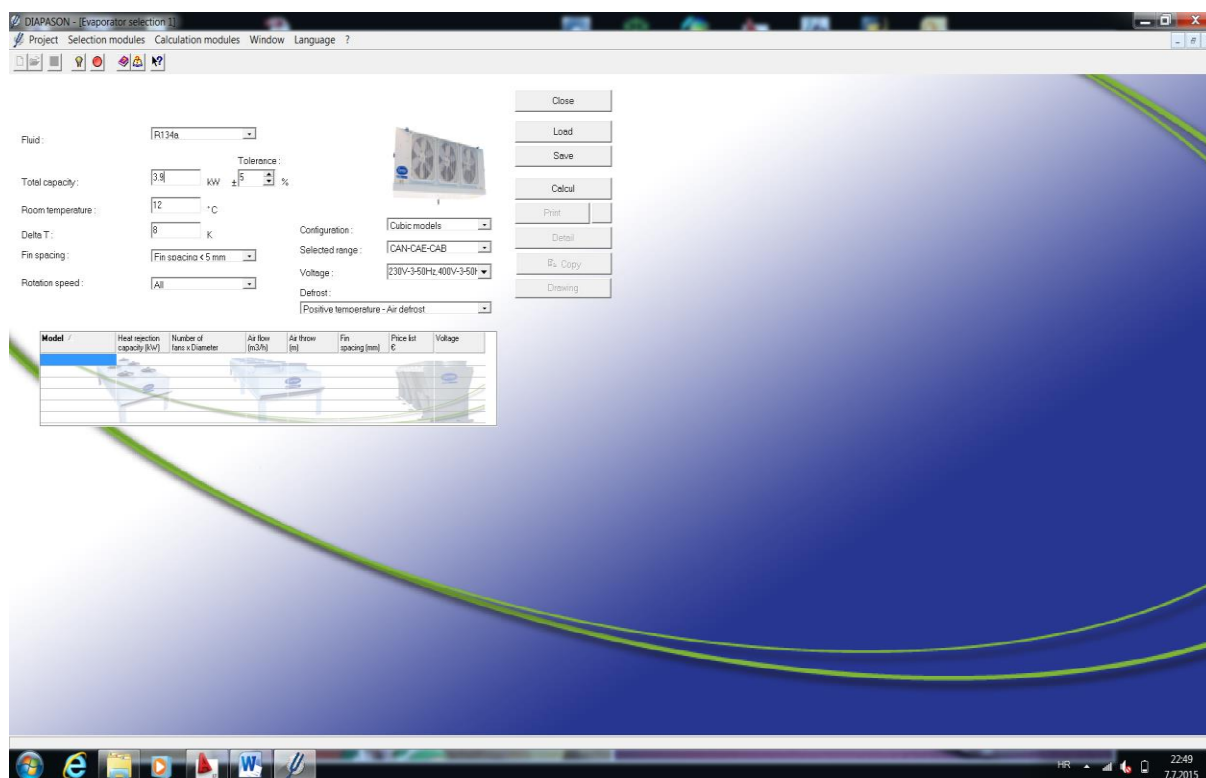 DIAPASON - [Evaporator selection 1]
Project Selection modules Calculation modules Window Language ?
Close
Fluid : R134a
Load
Save
Tolerance :
Total capacity : 3.9 kW ± 5 %
Calcul
Room temperature : 12 °C
Print
Delta T : 8 K
Configuration : Cubic models
Detail
Fin spacing : Fin spacing < 5 mm
Selected range : CAN-CAE-CAB
Copy
Voltage : 230V-3-50Hz,400V-3-50H
Rotation speed : All
Drawing
Defrost :
Positive temperature - Air defrost
Model Heat rejection capacity (kW) Number of fans x Diameter Air flow (m3/h) Air throw (m) Fin spacing (mm) Price list € Voltage
HR
22:49
7.7.2015